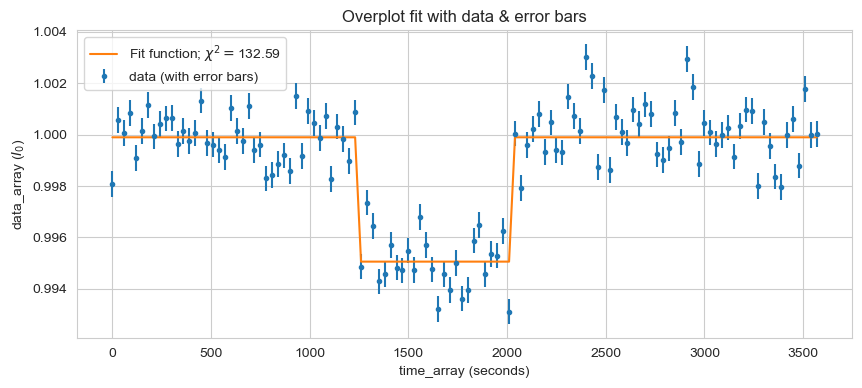 Overplot fit with data & error bars
Fit function; χ² = 132.59
data (with error bars)
1.004
1.002
1.000
0.998
0.996
0.994
data_array (I₀)
0 500 1000 1500 2000 2500 3000 3500
time_array (seconds)